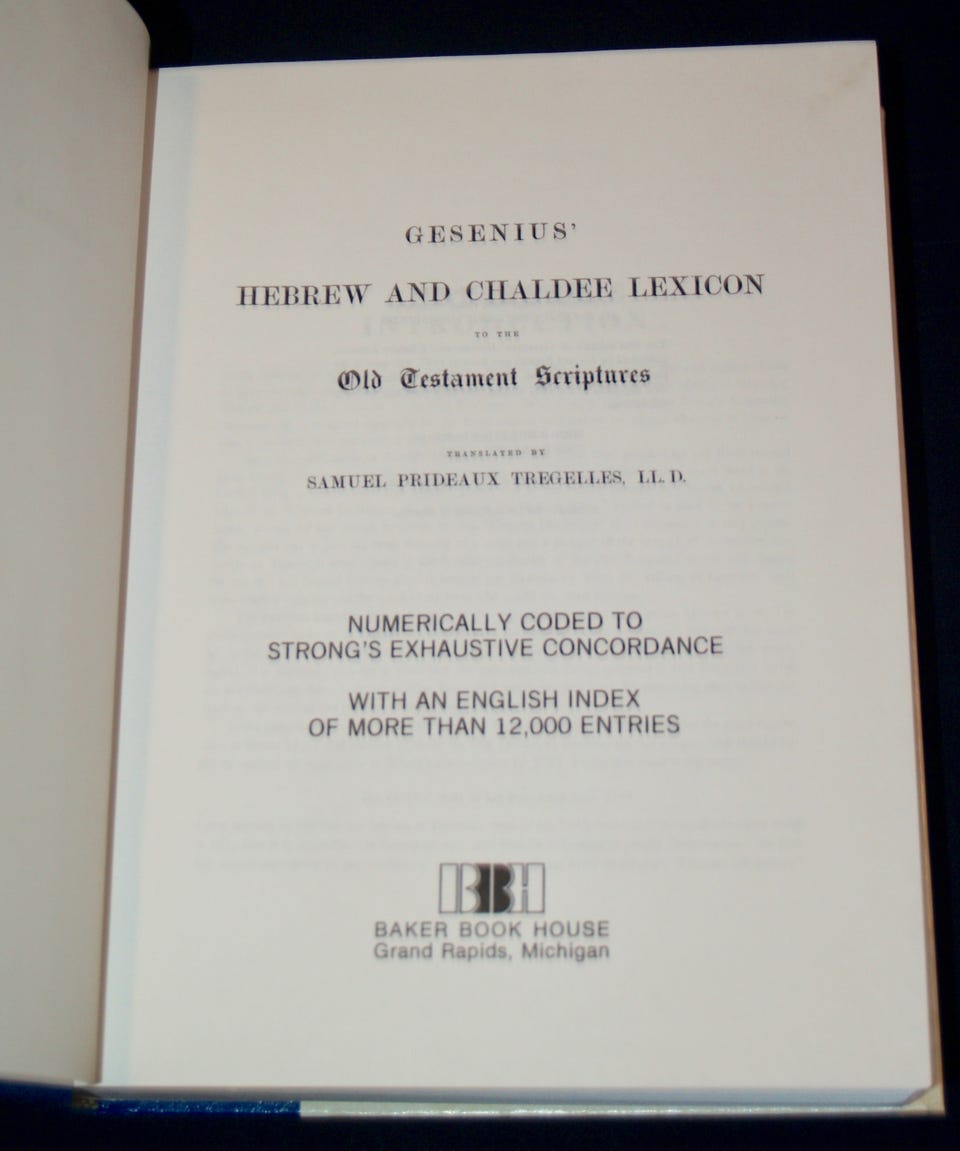 GESENIUS'
HEBREW AND CHALDEE LEXICON
TO THE
Old Testament Scriptures
TRANSLATED BY
SAMUEL PRIDEAUX TREGELLES, LL. D.
NUMERICALLY CODED TO
STRONG'S EXHAUSTIVE CONCORDANCE
WITH AN ENGLISH INDEX
OF MORE THAN 12,000 ENTRIES
BBH
BAKER BOOK HOUSE
Grand Rapids, Michigan